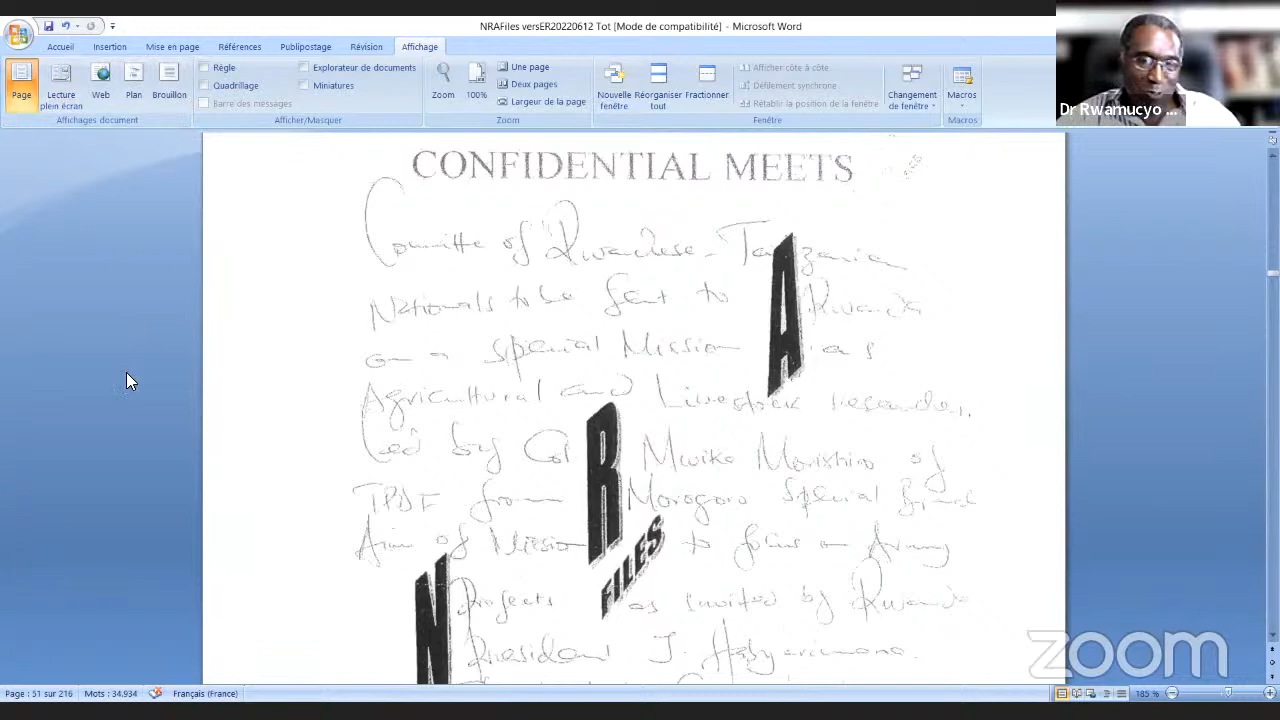 NRAFiles versER20220612 Tot [Mode de compatibilité] - Microsoft Word
Accueil Insertion Mise en page Références Publipostage Révision Affichage
Page
Lecture plein écran
Web
Plan
Brouillon
Affichages document
Règle
Quadrillage
Barre des messages
Explorateur de documents
Miniatures
Afficher/Masquer
Zoom
100%
Une page
Deux pages
Largeur de la page
Zoom
Nouvelle fenêtre
Réorganiser tout
Fractionner
Afficher côte à côte
Défilement synchrone
Rétablir la position de la fenêtre
Fenêtre
Changement de fenêtre
Macros
Macros
Dr Rwamucyo ...
CONFIDENTIAL MEETS
Committe of Rwandese - Tanzania
Nationals to be sent to Rwanda
on a special Mission as
Agricultural and Livestock
Led by Col Mwiko Morishiro of
TPDF from Morogoro Special
Aim of Mission to focus on Army
Projects as invited by Rwanda
President J. Habyarimana.
NRA
FILES
zoom
Page : 51 sur 216 Mots : 34.934 Français (France) 185 %